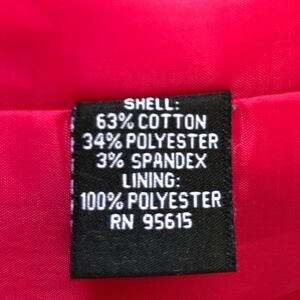 SHELL:
63% COTTON
34% POLYESTER
3% SPANDEX
LINING:
100% POLYESTER
RN 95615